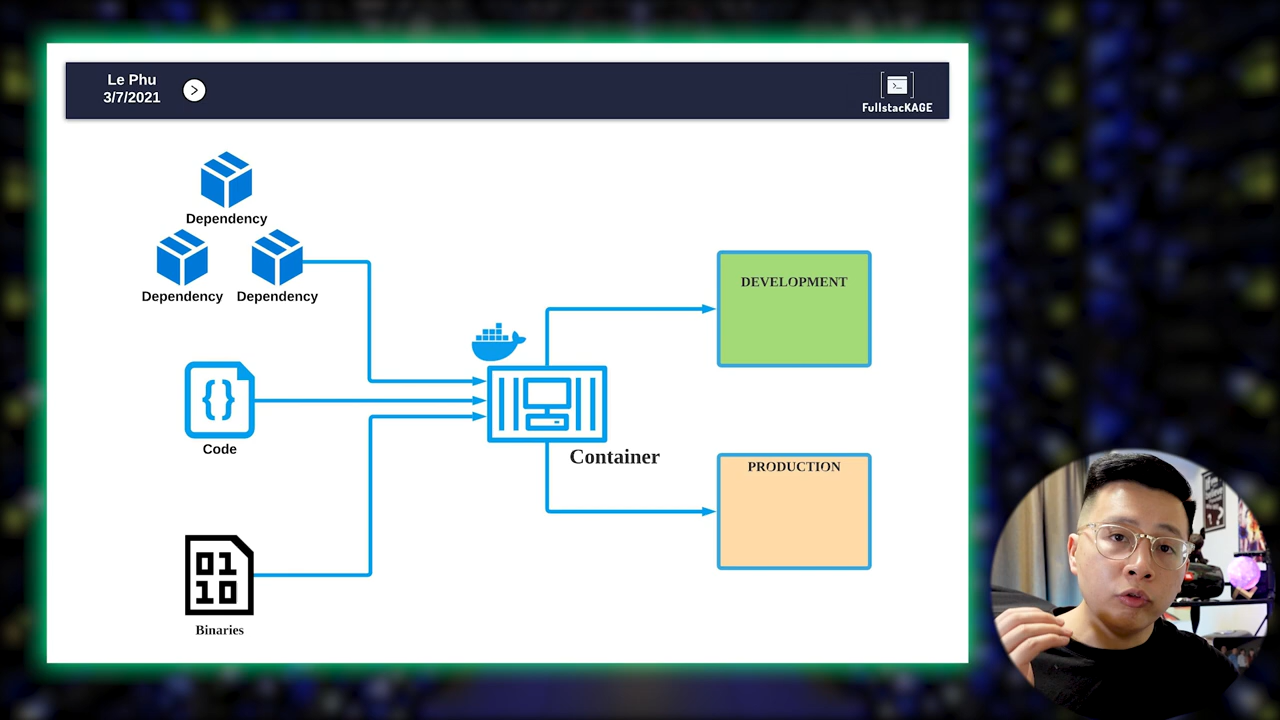 Le Phu
3/7/2021
FullstacKAGE
Dependency
Dependency
Dependency
DEVELOPMENT
Code
Container
PRODUCTION
Binaries